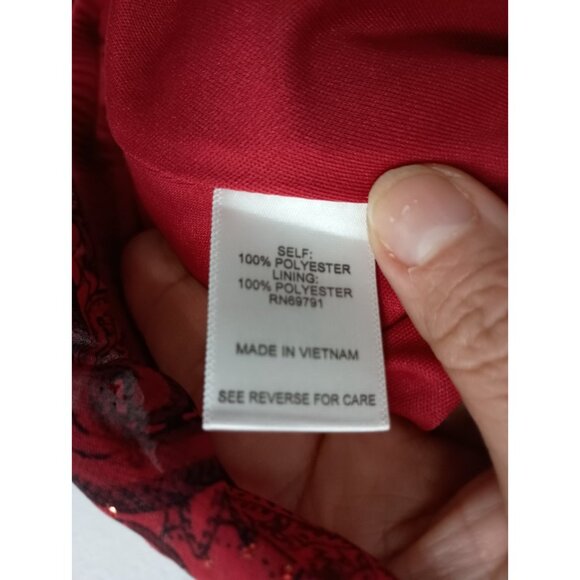 SELF:
100% POLYESTER
LINING:
100% POLYESTER
RN69791
MADE IN VIETNAM
SEE REVERSE FOR CARE